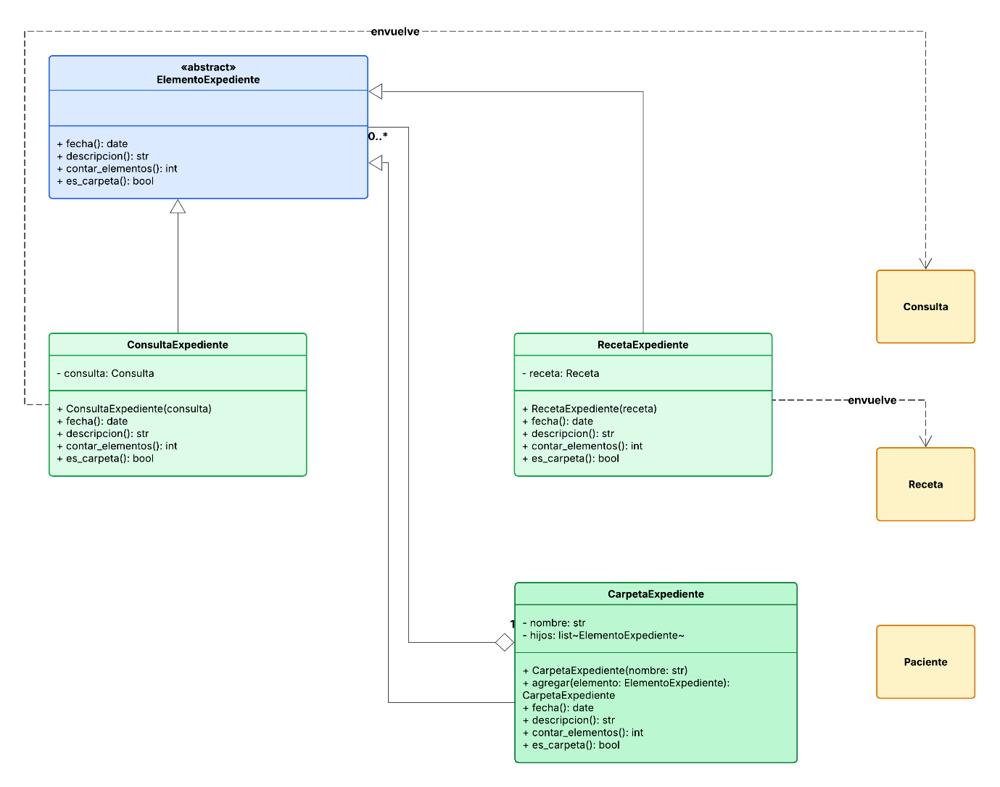 envuelve
«abstract»
ElementoExpediente
+ fecha(): date
+ descripcion(): str
+ contar_elementos(): int
+ es_carpeta(): bool
0..*
Consulta
ConsultaExpediente
- consulta: Consulta
+ ConsultaExpediente(consulta)
+ fecha(): date
+ descripcion(): str
+ contar_elementos(): int
+ es_carpeta(): bool
RecetaExpediente
- receta: Receta
+ RecetaExpediente(receta)
+ fecha(): date
+ descripcion(): str
+ contar_elementos(): int
+ es_carpeta(): bool
envuelve
Receta
CarpetaExpediente
1
- nombre: str
- hijos: list~ElementoExpediente~
+ CarpetaExpediente(nombre: str)
+ agregar(elemento: ElementoExpediente):
CarpetaExpediente
+ fecha(): date
+ descripcion(): str
+ contar_elementos(): int
+ es_carpeta(): bool
Paciente